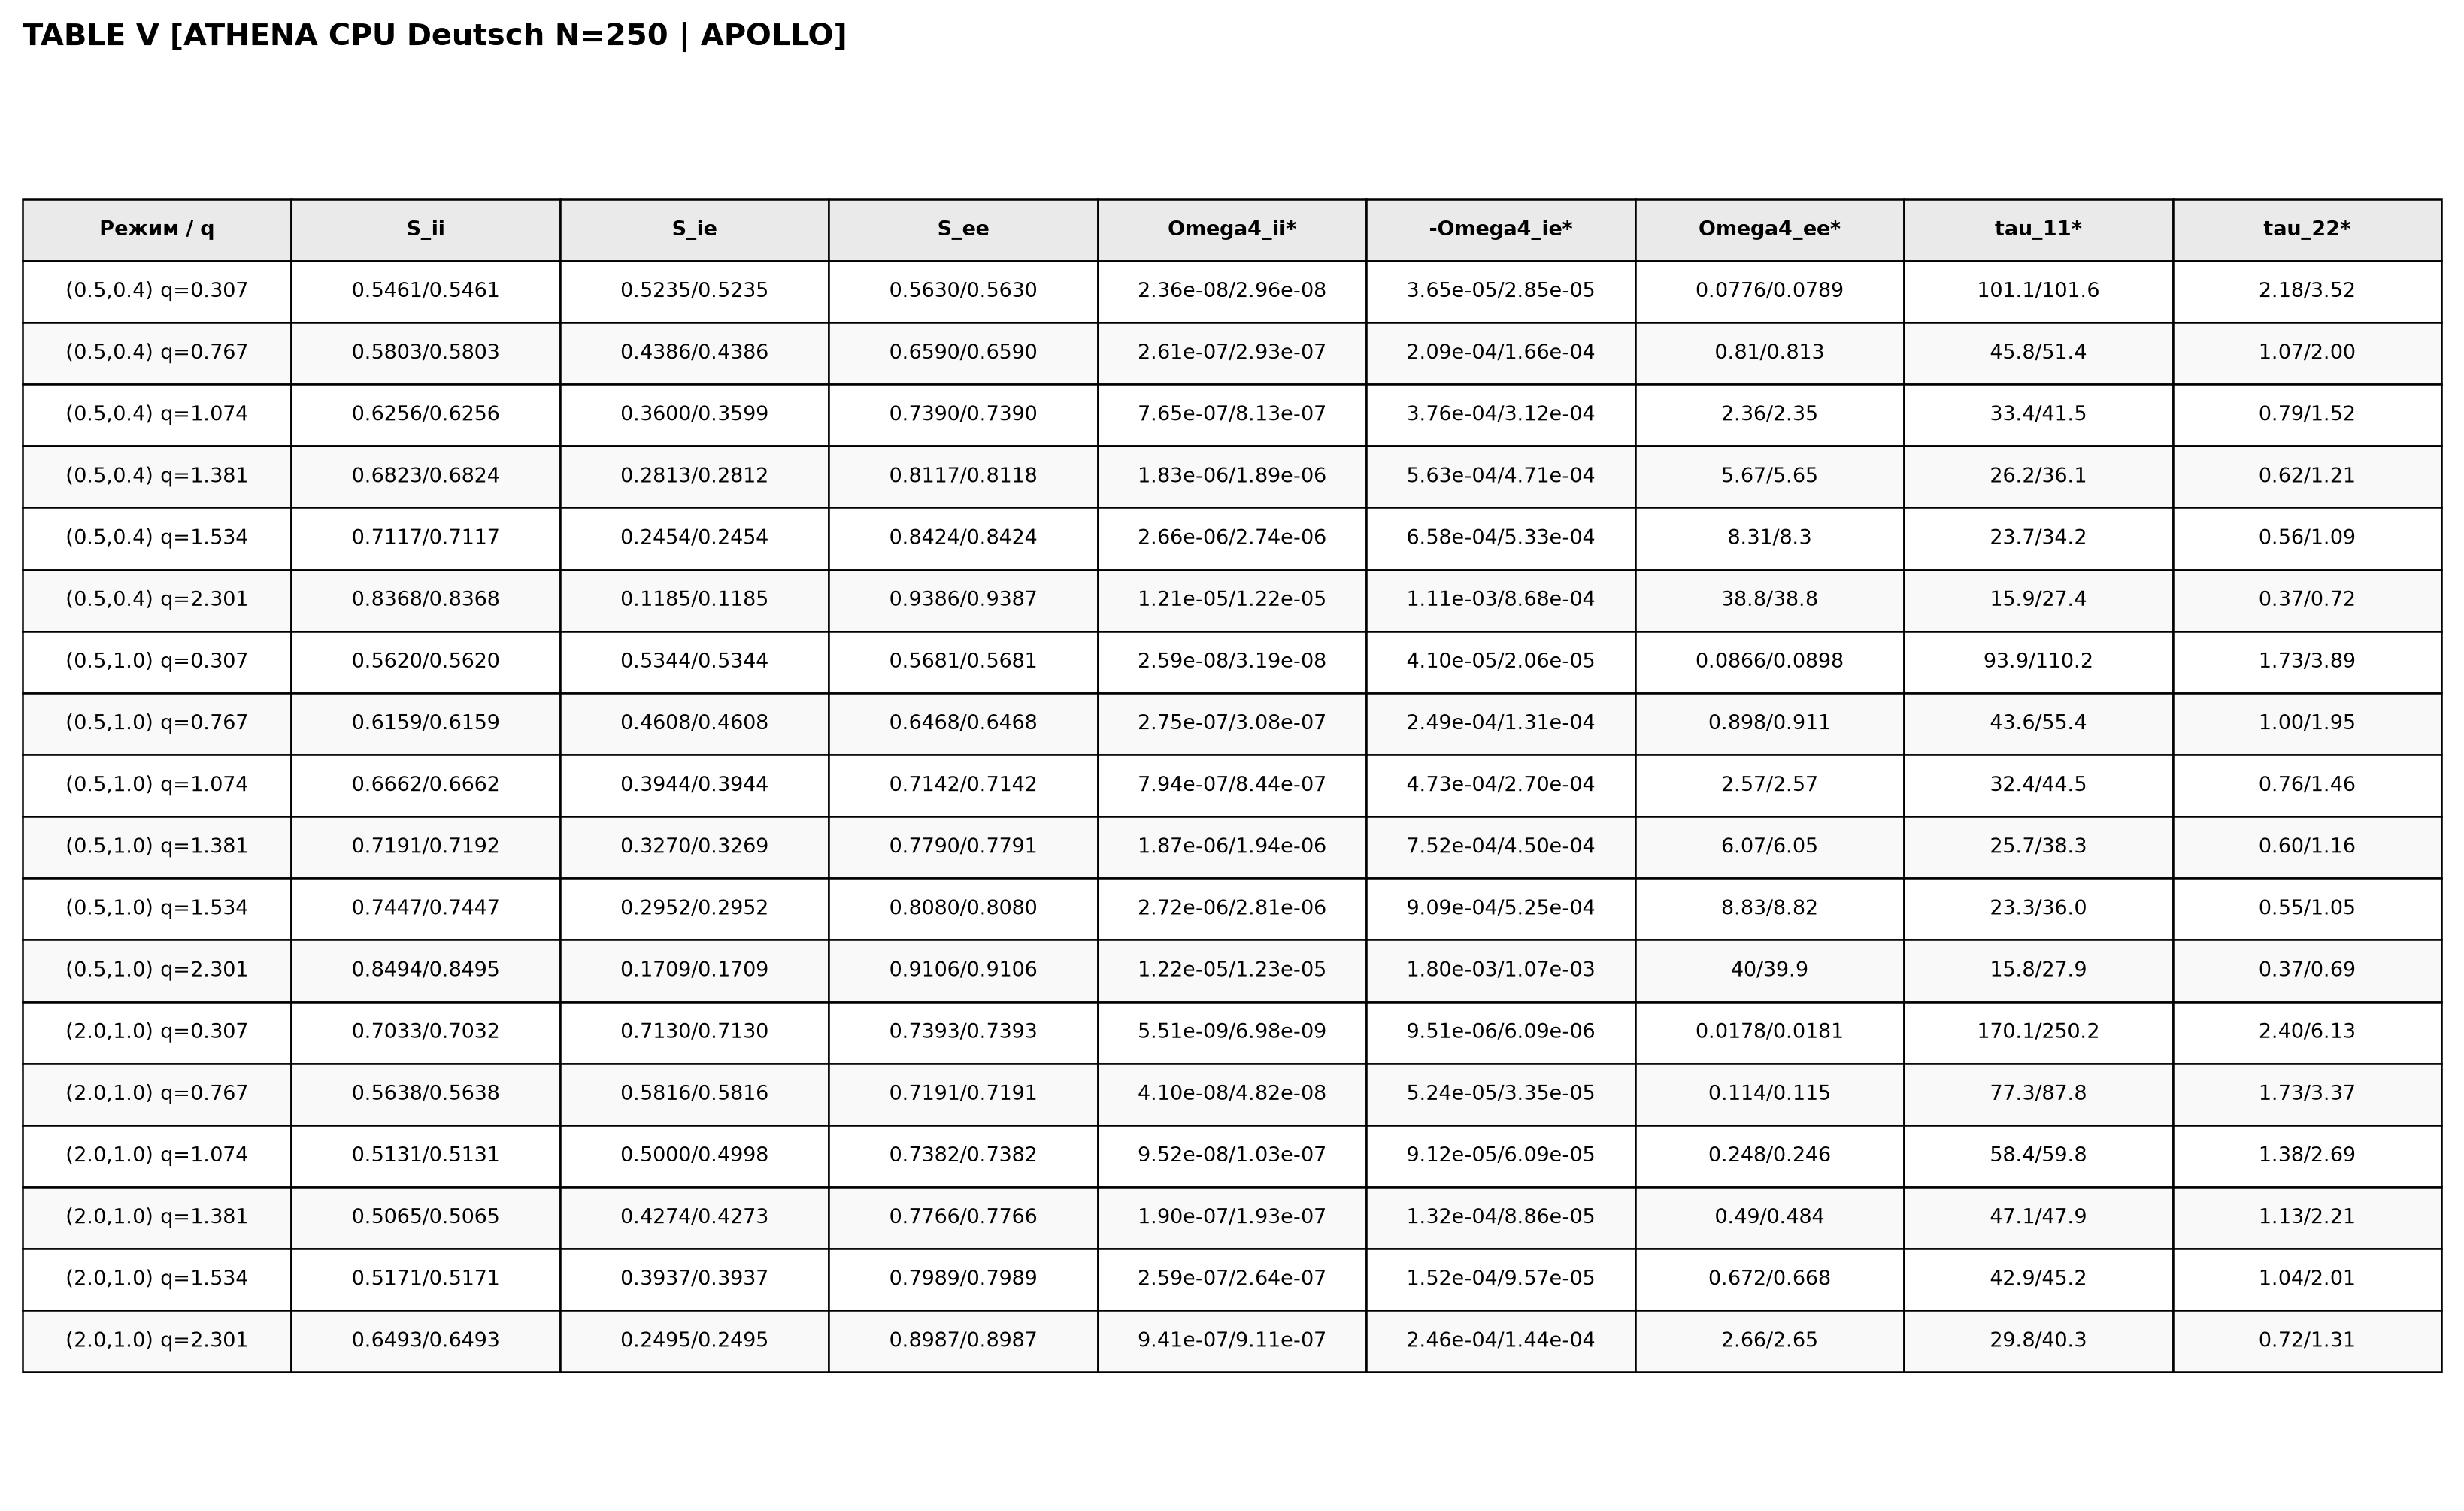 TABLE V [ATHENA CPU Deutsch N=250 | APOLLO]
Режим / q S_ii S_ie S_ee Omega4_ii* -Omega4_ie* Omega4_ee* tau_11* tau_22*
(0.5,0.4) q=0.307 0.5461/0.5461 0.5235/0.5235 0.5630/0.5630 2.36e-08/2.96e-08 3.65e-05/2.85e-05 0.0776/0.0789 101.1/101.6 2.18/3.52
(0.5,0.4) q=0.767 0.5803/0.5803 0.4386/0.4386 0.6590/0.6590 2.61e-07/2.93e-07 2.09e-04/1.66e-04 0.81/0.813 45.8/51.4 1.07/2.00
(0.5,0.4) q=1.074 0.6256/0.6256 0.3600/0.3599 0.7390/0.7390 7.65e-07/8.13e-07 3.76e-04/3.12e-04 2.36/2.35 33.4/41.5 0.79/1.52
(0.5,0.4) q=1.381 0.6823/0.6824 0.2813/0.2812 0.8117/0.8118 1.83e-06/1.89e-06 5.63e-04/4.71e-04 5.67/5.65 26.2/36.1 0.62/1.21
(0.5,0.4) q=1.534 0.7117/0.7117 0.2454/0.2454 0.8424/0.8424 2.66e-06/2.74e-06 6.58e-04/5.33e-04 8.31/8.3 23.7/34.2 0.56/1.09
(0.5,0.4) q=2.301 0.8368/0.8368 0.1185/0.1185 0.9386/0.9387 1.21e-05/1.22e-05 1.11e-03/8.68e-04 38.8/38.8 15.9/27.4 0.37/0.72
(0.5,1.0) q=0.307 0.5620/0.5620 0.5344/0.5344 0.5681/0.5681 2.59e-08/3.19e-08 4.10e-05/2.06e-05 0.0866/0.0898 93.9/110.2 1.73/3.89
(0.5,1.0) q=0.767 0.6159/0.6159 0.4608/0.4608 0.6468/0.6468 2.75e-07/3.08e-07 2.49e-04/1.31e-04 0.898/0.911 43.6/55.4 1.00/1.95
(0.5,1.0) q=1.074 0.6662/0.6662 0.3944/0.3944 0.7142/0.7142 7.94e-07/8.44e-07 4.73e-04/2.70e-04 2.57/2.57 32.4/44.5 0.76/1.46
(0.5,1.0) q=1.381 0.7191/0.7192 0.3270/0.3269 0.7790/0.7791 1.87e-06/1.94e-06 7.52e-04/4.50e-04 6.07/6.05 25.7/38.3 0.60/1.16
(0.5,1.0) q=1.534 0.7447/0.7447 0.2952/0.2952 0.8080/0.8080 2.72e-06/2.81e-06 9.09e-04/5.25e-04 8.83/8.82 23.3/36.0 0.55/1.05
(0.5,1.0) q=2.301 0.8494/0.8495 0.1709/0.1709 0.9106/0.9106 1.22e-05/1.23e-05 1.80e-03/1.07e-03 40/39.9 15.8/27.9 0.37/0.69
(2.0,1.0) q=0.307 0.7033/0.7032 0.7130/0.7130 0.7393/0.7393 5.51e-09/6.98e-09 9.51e-06/6.09e-06 0.0178/0.0181 170.1/250.2 2.40/6.13
(2.0,1.0) q=0.767 0.5638/0.5638 0.5816/0.5816 0.7191/0.7191 4.10e-08/4.82e-08 5.24e-05/3.35e-05 0.114/0.115 77.3/87.8 1.73/3.37
(2.0,1.0) q=1.074 0.5131/0.5131 0.5000/0.4998 0.7382/0.7382 9.52e-08/1.03e-07 9.12e-05/6.09e-05 0.248/0.246 58.4/59.8 1.38/2.69
(2.0,1.0) q=1.381 0.5065/0.5065 0.4274/0.4273 0.7766/0.7766 1.90e-07/1.93e-07 1.32e-04/8.86e-05 0.49/0.484 47.1/47.9 1.13/2.21
(2.0,1.0) q=1.534 0.5171/0.5171 0.3937/0.3937 0.7989/0.7989 2.59e-07/2.64e-07 1.52e-04/9.57e-05 0.672/0.668 42.9/45.2 1.04/2.01
(2.0,1.0) q=2.301 0.6493/0.6493 0.2495/0.2495 0.8987/0.8987 9.41e-07/9.11e-07 2.46e-04/1.44e-04 2.66/2.65 29.8/40.3 0.72/1.31